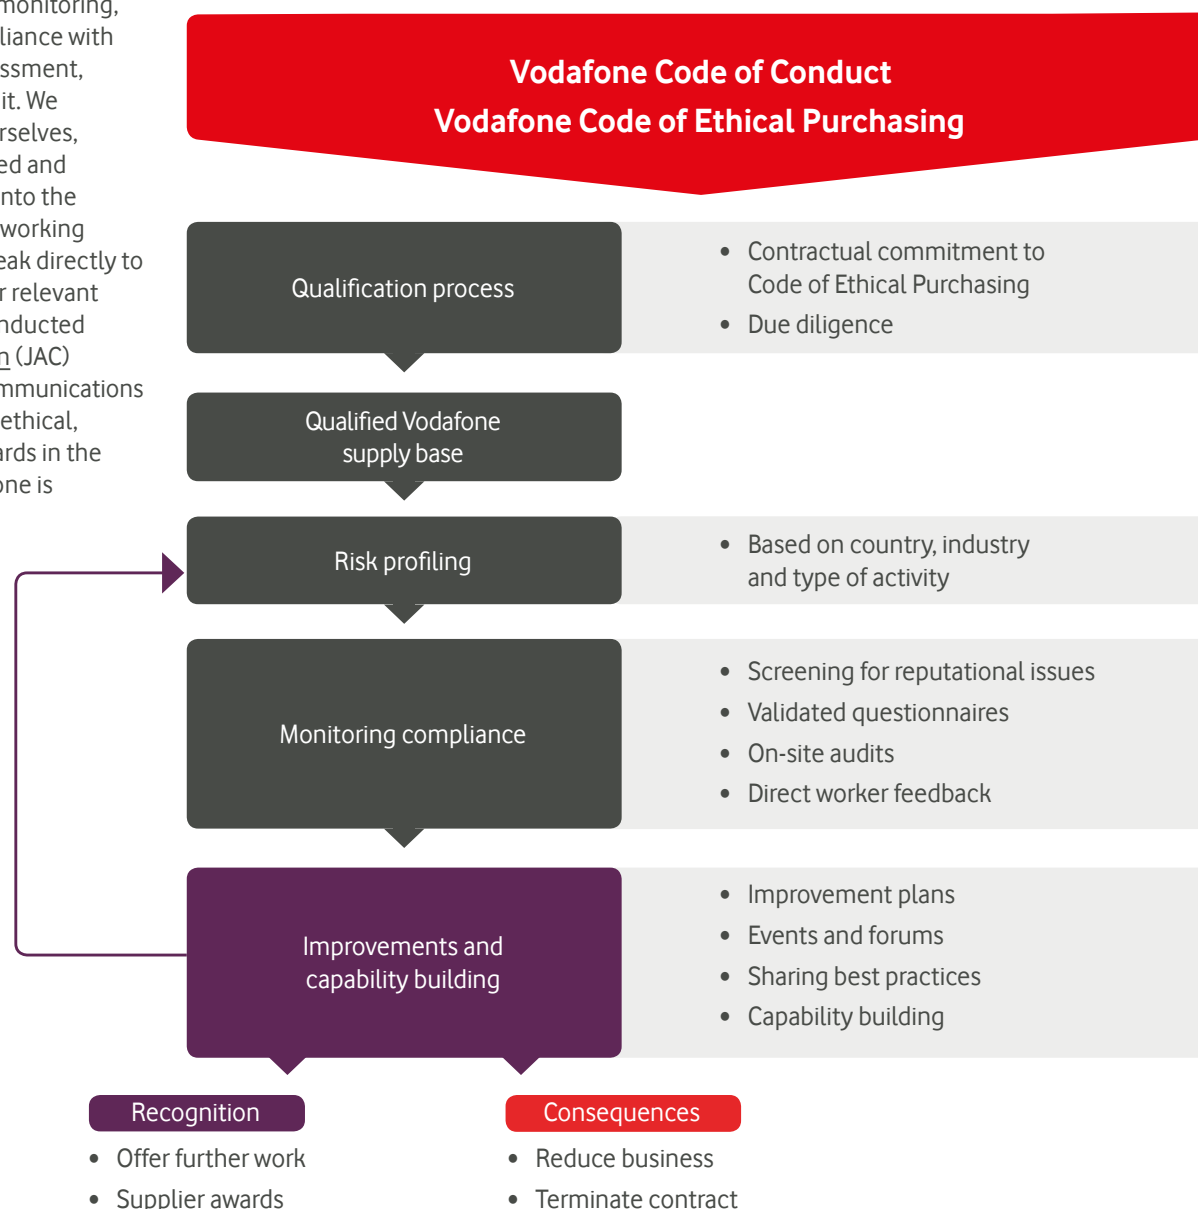 monitoring,
liance with
essment,
it. We
rselves,
ed and
nto the
working
eak directly to
r relevant
nducted
n (JAC)
mmunications
ethical,
ards in the
one is
Vodafone Code of Conduct
Vodafone Code of Ethical Purchasing
Qualification process
• Contractual commitment to
Code of Ethical Purchasing
• Due diligence
Qualified Vodafone
supply base
Risk profiling
• Based on country, industry
and type of activity
Monitoring compliance
• Screening for reputational issues
• Validated questionnaires
• On-site audits
• Direct worker feedback
Improvements and
capability building
• Improvement plans
• Events and forums
• Sharing best practices
• Capability building
Recognition
• Offer further work
• Supplier awards
Consequences
• Reduce business
• Terminate contract